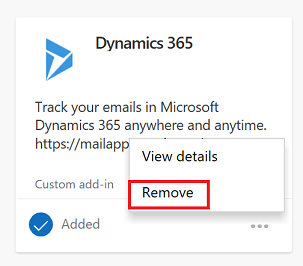 Dynamics 365
Track your emails in Microsoft
Dynamics 365 anywhere and anytime.
https://mailapp
View details
Custom add-in
Remove
Added